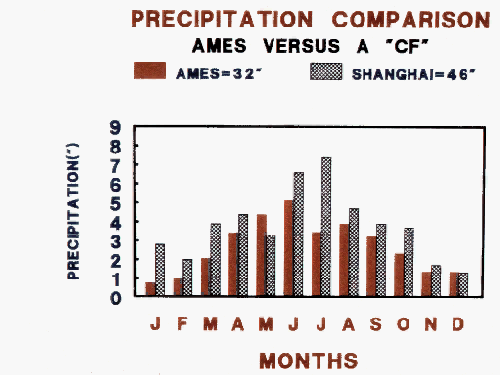 PRECIPITATION COMPARISON
AMES VERSUS A "CF"
AMES=32" SHANGHAI=46"
PRECIPITATION(")
9
8
7
6
5
4
3
2
1
0
J F M A M J J A S O N D
MONTHS